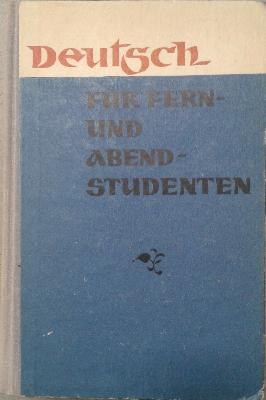 Deutsch
FÜR FERN-
UND
ABEND-
STUDENTEN